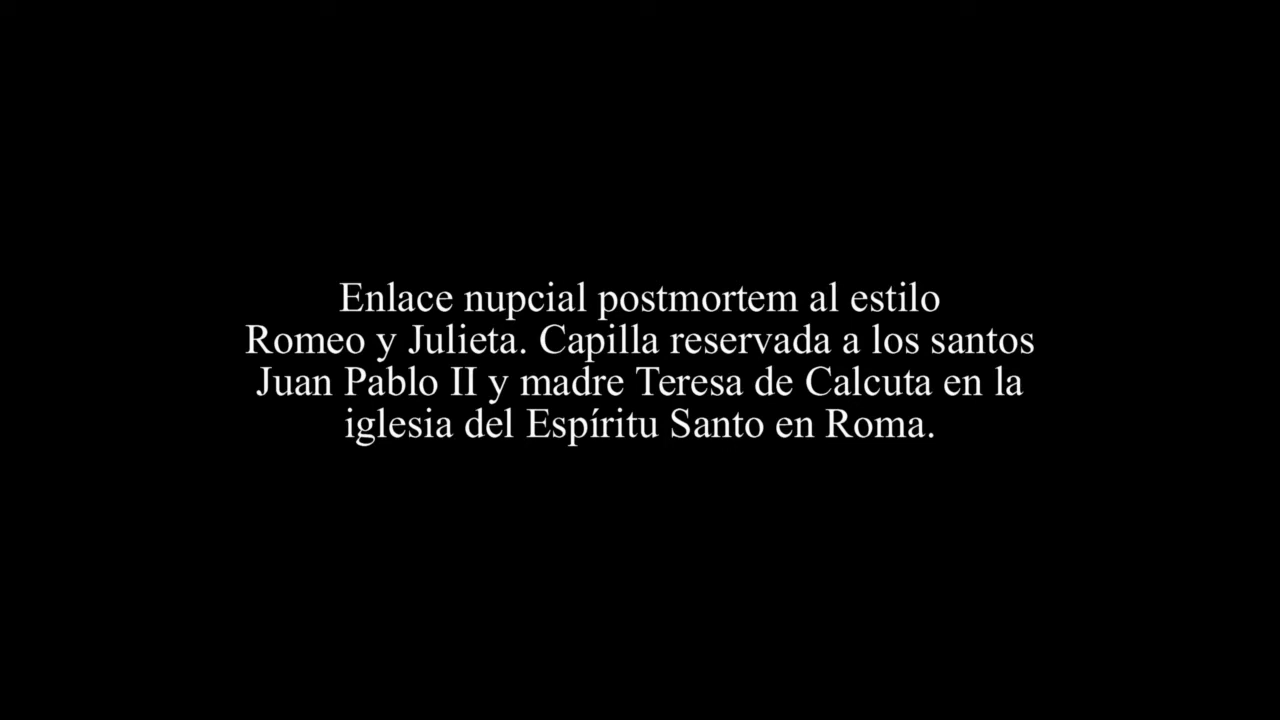 Enlace nupcial postmortem al estilo
Romeo y Julieta. Capilla reservada a los santos
Juan Pablo II y madre Teresa de Calcuta en la
iglesia del Espíritu Santo en Roma.